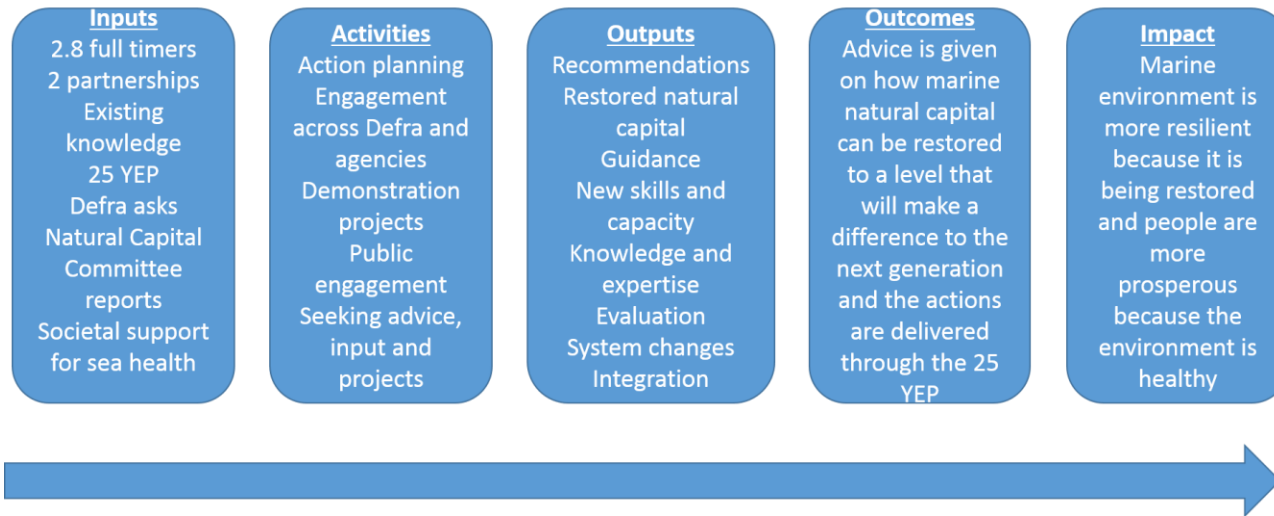 Inputs
2.8 full timers
2 partnerships
Existing
knowledge
25 YEP
Defra asks
Natural Capital
Committee
reports
Societal support
for sea health
Activities
Action planning
Engagement
across Defra and
agencies
Demonstration
projects
Public
engagement
Seeking advice,
input and
projects
Outputs
Recommendations
Restored natural
capital
Guidance
New skills and
capacity
Knowledge and
expertise
Evaluation
System changes
Integration
Outcomes
Advice is given
on how marine
natural capital
can be restored
to a level that
will make a
difference to the
next generation
and the actions
are delivered
through the 25
YEP
Impact
Marine
environment is
more resilient
because it is
being restored
and people are
more
prosperous
because the
environment is
healthy